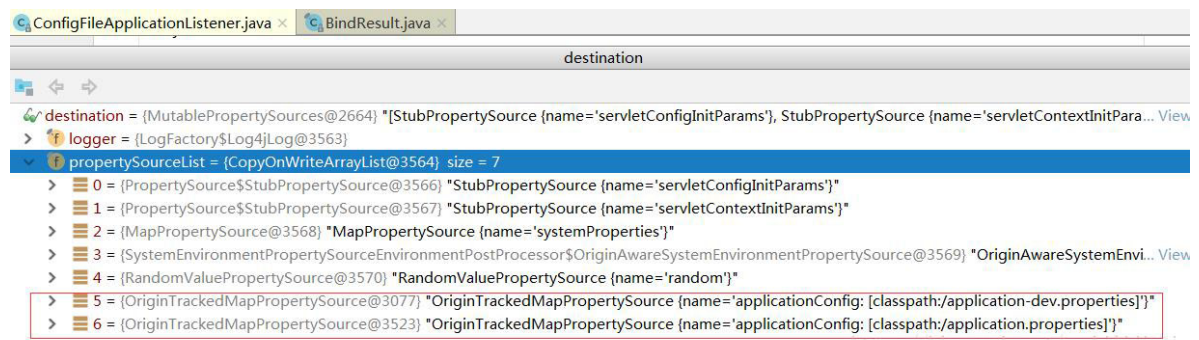 ConfigFileApplicationListener.java × BindResult.java ×
destination
destination = {MutablePropertySources@2664} "[StubPropertySource {name='servletConfigInitParams'}, StubPropertySource {name='servletContextInitPara... View
logger = {LogFactory$Log4jLog@3563}
propertySourceList = {CopyOnWriteArrayList@3564} size = 7
0 = {PropertySource$StubPropertySource@3566} "StubPropertySource {name='servletConfigInitParams'}"
1 = {PropertySource$StubPropertySource@3567} "StubPropertySource {name='servletContextInitParams'}"
2 = {MapPropertySource@3568} "MapPropertySource {name='systemProperties'}"
3 = {SystemEnvironmentPropertySourceEnvironmentPostProcessor$OriginAwareSystemEnvironmentPropertySource@3569} "OriginAwareSystemEnvi... View
4 = {RandomValuePropertySource@3570} "RandomValuePropertySource {name='random'}"
5 = {OriginTrackedMapPropertySource@3077} "OriginTrackedMapPropertySource {name='applicationConfig: [classpath:/application-dev.properties]'}"
6 = {OriginTrackedMapPropertySource@3523} "OriginTrackedMapPropertySource {name='applicationConfig: [classpath:/application.properties]'}"